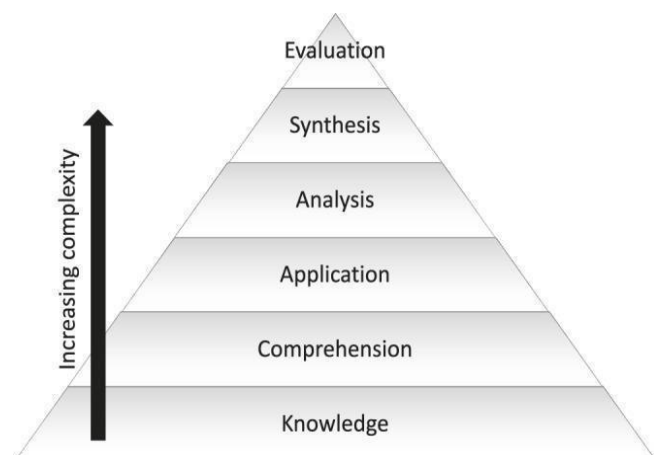 Evaluation
Synthesis
Analysis
Application
Comprehension
Knowledge
Increasing complexity